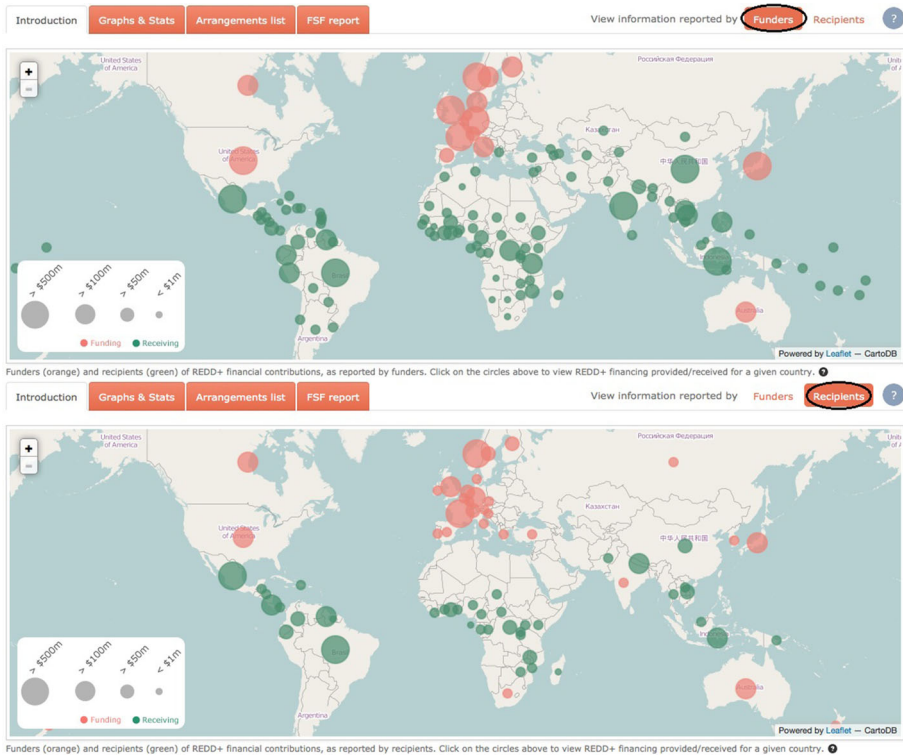 Introduction Graphs & Stats Arrangements list FSF report View information reported by Funders Recipients ?
United States of America
Российская Федерация
+
−
Казахстан
United States of America
中华人民共和国
Brasil
Indonesia
Australia
> $500m > $100m > $50m < $1m
Funding Receiving
Argentina
Powered by Leaflet — CartoDB
Funders (orange) and recipients (green) of REDD+ financial contributions, as reported by funders. Click on the circles above to view REDD+ financing provided/received for a given country. ?
Introduction Graphs & Stats Arrangements list FSF report View information reported by Funders Recipients ?
United States of America
Российская Федерация
+
−
Казахстан
United States of America
中华人民共和国
Brasil
Indonesia
Australia
> $500m > $100m > $50m < $1m
Funding Receiving
Argentina
Powered by Leaflet — CartoDB
Funders (orange) and recipients (green) of REDD+ financial contributions, as reported by recipients. Click on the circles above to view REDD+ financing provided/received for a given country. ?